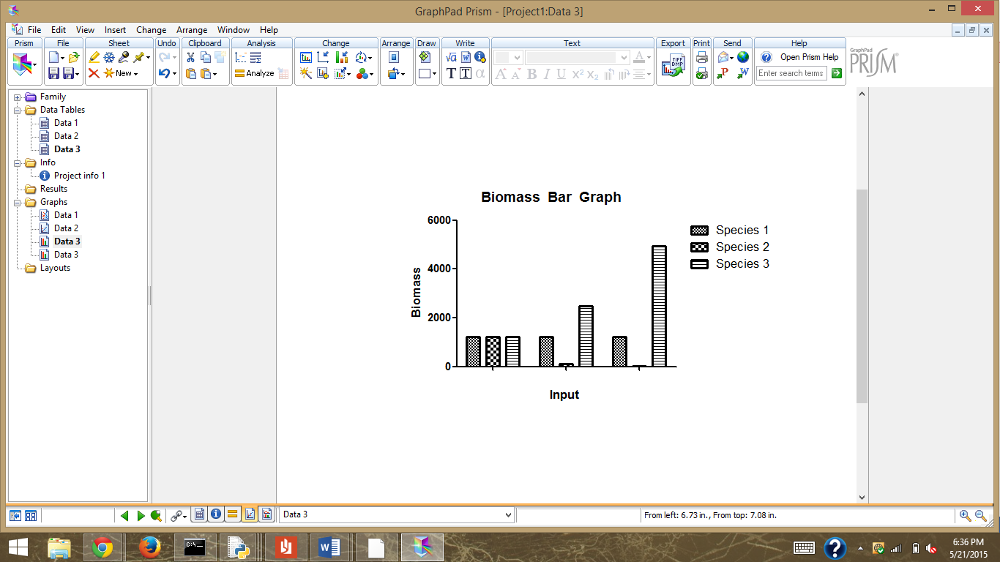 GraphPad Prism - [Project1:Data 3]
File Edit View Insert Change Arrange Window Help
Prism File Sheet Undo Clipboard Analysis Change Arrange Draw Write Text Export Print Send Help
Open Prism Help
New
Analyze
Enter search terms
TIFF
BMP
GraphPad
PRISM
Family
Data Tables
Data 1
Data 2
Data 3
Info
Project info 1
Results
Graphs
Data 1
Data 2
Data 3
Data 3
Layouts
Biomass Bar Graph
6000
4000
2000
0
Biomass
Input
Species 1
Species 2
Species 3
Data 3
From left: 6.73 in., From top: 7.08 in.
6:36 PM
5/21/2015